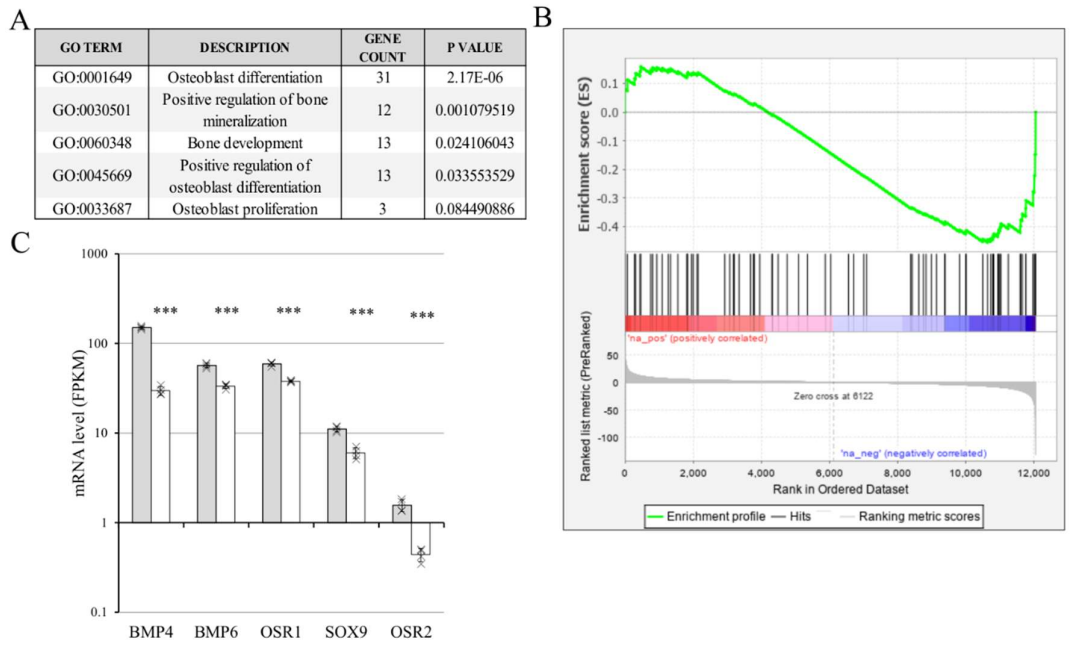 A
GO TERM DESCRIPTION GENE COUNT P VALUE
GO:0001649 Osteoblast differentiation 31 2.17E-06
GO:0030501 Positive regulation of bone mineralization 12 0.001079519
GO:0060348 Bone development 13 0.024106043
GO:0045669 Positive regulation of osteoblast differentiation 13 0.033553529
GO:0033687 Osteoblast proliferation 3 0.084490886
B
Enrichment score (ES)
0.1
0.0
-0.1
-0.2
-0.3
-0.4
'na_pos' (positively correlated)
Ranked list metric (PreRanked)
50
0
-50
-100
Zero cross at 6122
'na_neg' (negatively correlated)
0 2,000 4,000 6,000 8,000 10,000 12,000
Rank in Ordered Dataset
Enrichment profile Hits Ranking metric scores
C
mRNA level (FPKM)
1000
100
10
1
0.1
*** *** *** *** ***
BMP4 BMP6 OSR1 SOX9 OSR2